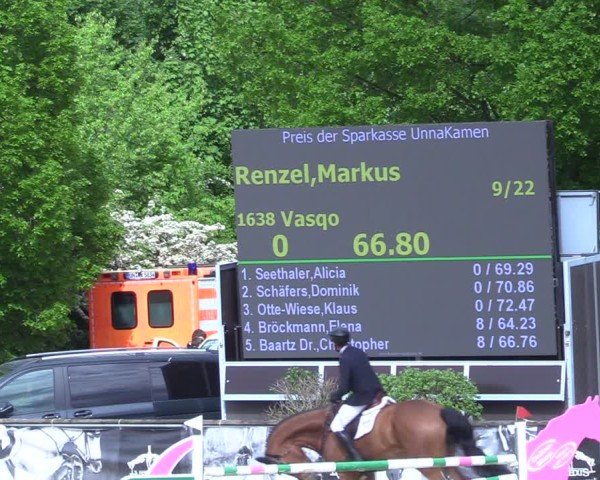 Preis der Sparkasse UnnaKamen
Renzel,Markus
9/22
1638 Vasqo
0 66.80
1. Seethaler,Alicia 0 / 69.29
2. Schäfers,Dominik 0 / 70.86
3. Otte-Wiese,Klaus 0 / 72.47
4. Bröckmann,Elena 8 / 64.23
5. Baartz Dr.,Christopher 8 / 66.76